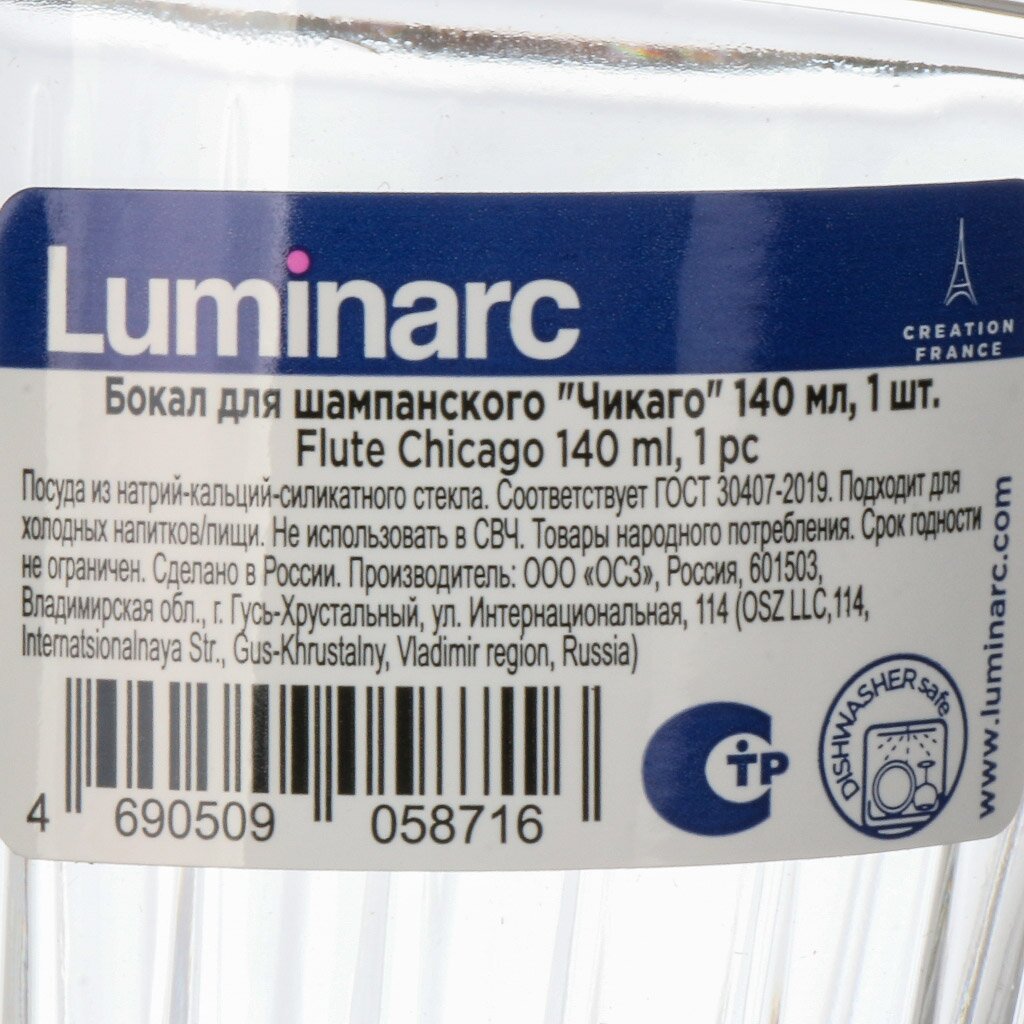 Luminarc
CREATION
FRANCE
Бокал для шампанского "Чикаго" 140 мл, 1 шт.
Flute Chicago 140 ml, 1 pc
Посуда из натрий-кальций-силикатного стекла. Соответствует ГОСТ 30407-2019. Подходит для
холодных напитков/пищи. Не использовать в СВЧ. Товары народного потребления. Срок годности
не ограничен. Сделано в России. Производитель: ООО «ОСЗ», Россия, 601503,
Владимирская обл., г. Гусь-Хрустальный, ул. Интернациональная, 114 (OSZ LLC,114,
Internatsionalnaya Str., Gus-Khrustalny, Vladimir region, Russia)
www.luminarc.com
4 690509 058716
СТР
DISHWASHER safe